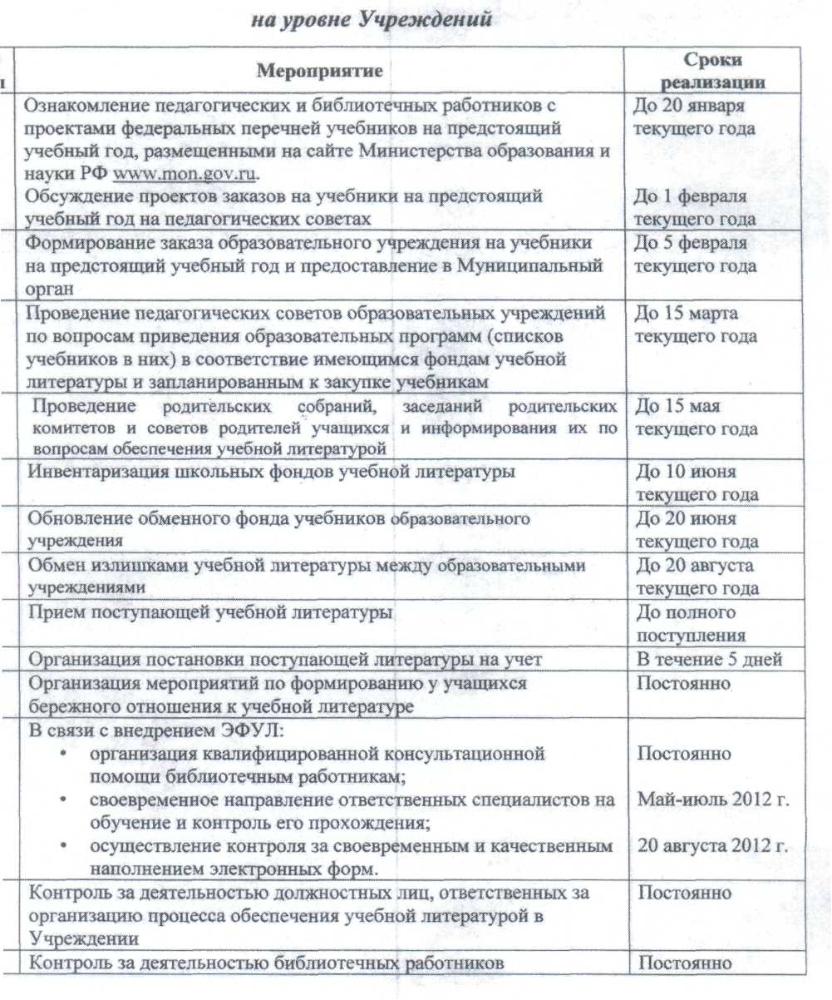 на уровне Учреждений
Мероприятие
Сроки
реализации
Ознакомление педагогических и библиотечных работников с
проектами федеральных перечней учебников на предстоящий
учебный год, размещенными на сайте Министерства образования и
науки РФ www.mon.gov.ru.
До 20 января
текущего года
Обсуждение проектов заказов на учебники на предстоящий
учебный год на педагогических советах
До 1 февраля
текущего года
Формирование заказа образовательного учреждения на учебники
на предстоящий учебный год и предоставление в Муниципальный
орган
До 5 февраля
текущего года
Проведение педагогических советов образовательных учреждений
по вопросам приведения образовательных программ (списков
учебников в них) в соответствие имеющимся фондам учебной
литературы и запланированным к закупке учебникам
До 15 марта
текущего года
Проведение родительских собраний, заседаний родительских
комитетов и советов родителей учащихся и информирования их по
вопросам обеспечения учебной литературой
До 15 мая
текущего года
Инвентаризация школьных фондов учебной литературы
До 10 июня
текущего года
Обновление обменного фонда учебников образовательного
учреждения
До 20 июня
текущего года
Обмен излишками учебной литературы между образовательными
учреждениями
До 20 августа
текущего года
Прием поступающей учебной литературы
До полного
поступления
Организация постановки поступающей литературы на учет
В течение 5 дней
Организация мероприятий по формированию у учащихся
бережного отношения к учебной литературе
Постоянно
В связи с внедрением ЭФУЛ:
• организация квалифицированной консультационной
помощи библиотечным работникам;
Постоянно
• своевременное направление ответственных специалистов на
обучение и контроль его прохождения;
Май-июль 2012 г.
• осуществление контроля за своевременным и качественным
наполнением электронных форм.
20 августа 2012 г.
Контроль за деятельностью должностных лиц, ответственных за
организацию процесса обеспечения учебной литературой в
Учреждении
Постоянно
Контроль за деятельностью библиотечных работников
Постоянно